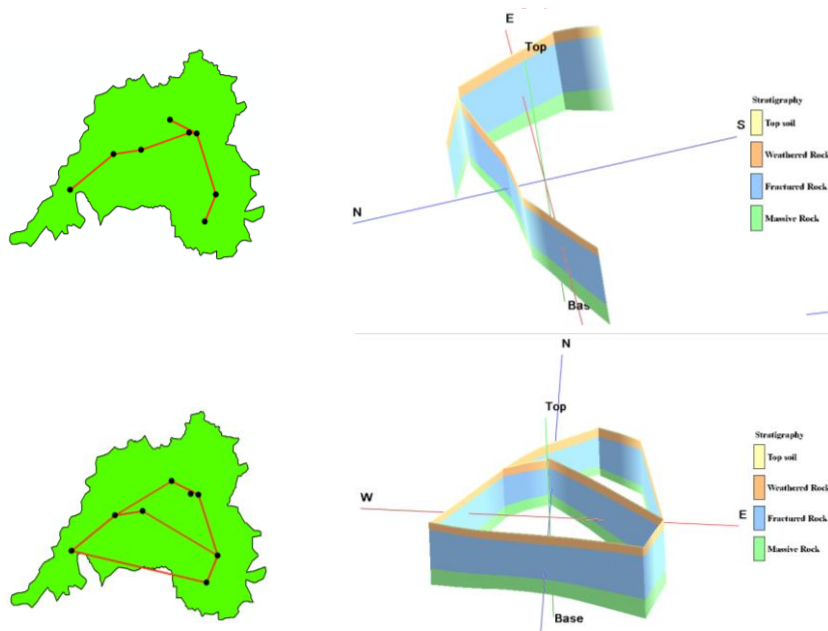 E
Top
Stratigraphy
Top soil
Weathered Rock
S
Fractured Rock
N
Massive Rock
Bas
N
Top
Stratigraphy
Top soil
W
Weathered Rock
E
Fractured Rock
Massive Rock
Base